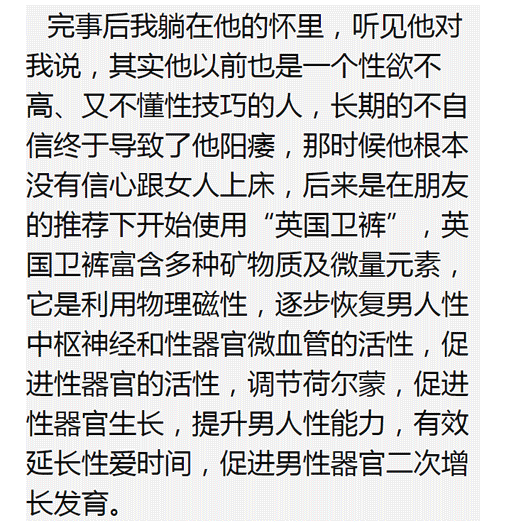 完事后我躺在他的怀里，听见他对
我说，其实他以前也是一个性欲不
高、又不懂性技巧的人，长期的不自
信终于导致了他阳痿，那时候他根本
没有信心跟女人上床，后来是在朋友
的推荐下开始使用“英国卫裤”，英
国卫裤富含多种矿物质及微量元素，
它是利用物理磁性，逐步恢复男人性
中枢神经和性器官微血管的活性，促
进性器官的活性，调节荷尔蒙，促进
性器官生长，提升男人性能力，有效
延长性爱时间，促进男性器官二次增
长发育。